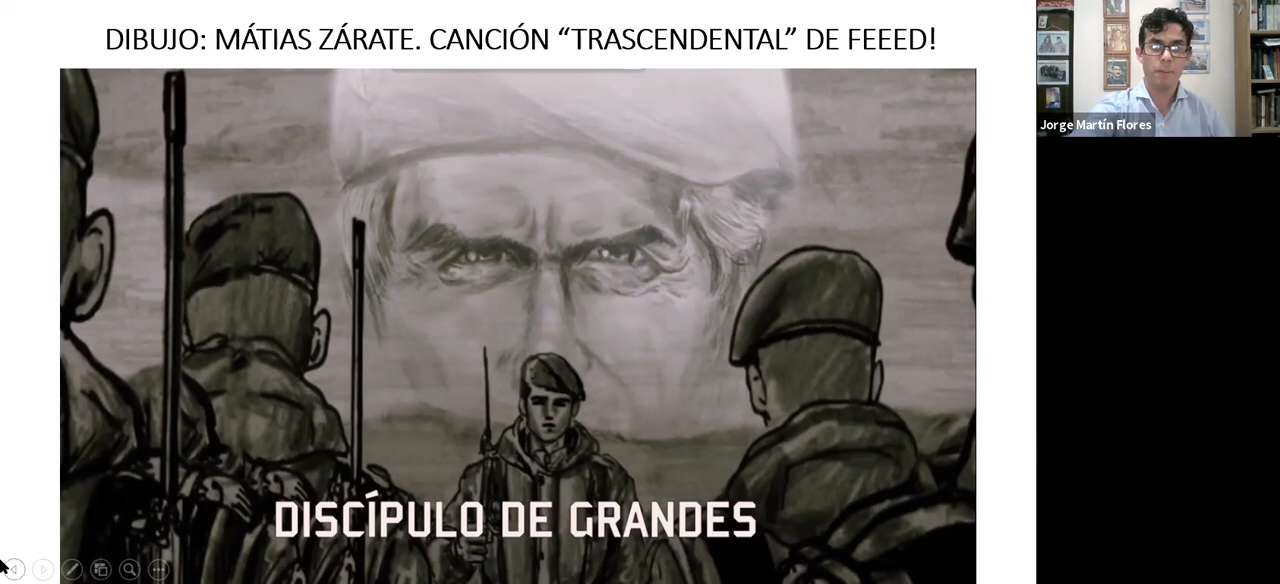 DIBUJO: MÁTIAS ZÁRATE. CANCIÓN “TRASCENDENTAL” DE FEEED!
Jorge Martín Flores
DISCÍPULO DE GRANDES